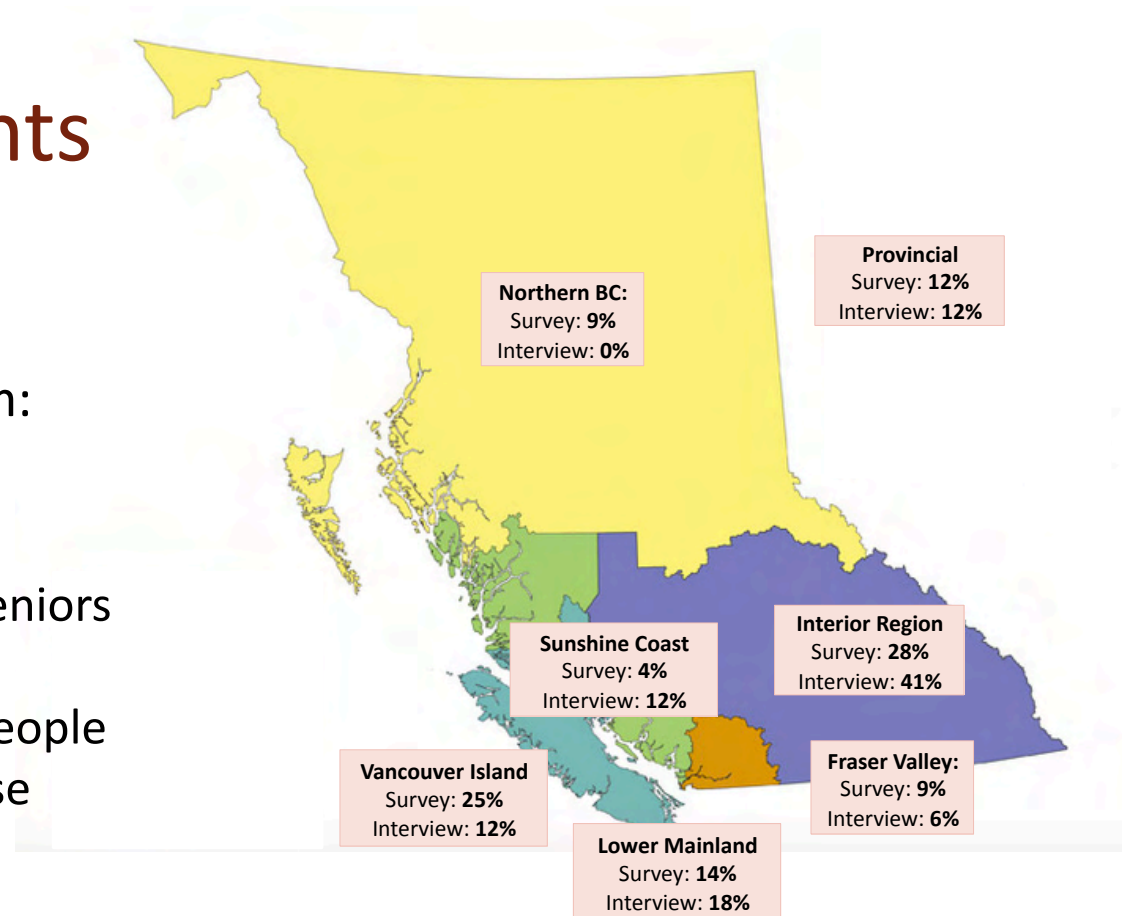 nts
n:
eniors
eople
se
Provincial
Survey: 12%
Interview: 12%
Northern BC:
Survey: 9%
Interview: 0%
Interior Region
Survey: 28%
Interview: 41%
Sunshine Coast
Survey: 4%
Interview: 12%
Fraser Valley:
Survey: 9%
Interview: 6%
Vancouver Island
Survey: 25%
Interview: 12%
Lower Mainland
Survey: 14%
Interview: 18%